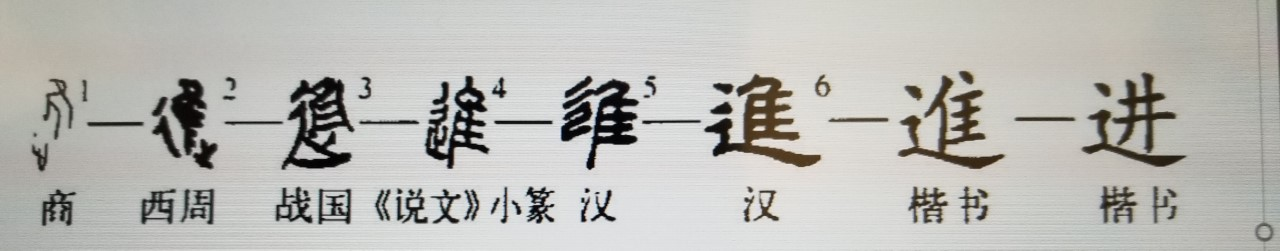 1 2 3 4 5 進 6 進 进
商 西周 战国 《说文》小篆 汉 汉 楷书 楷书